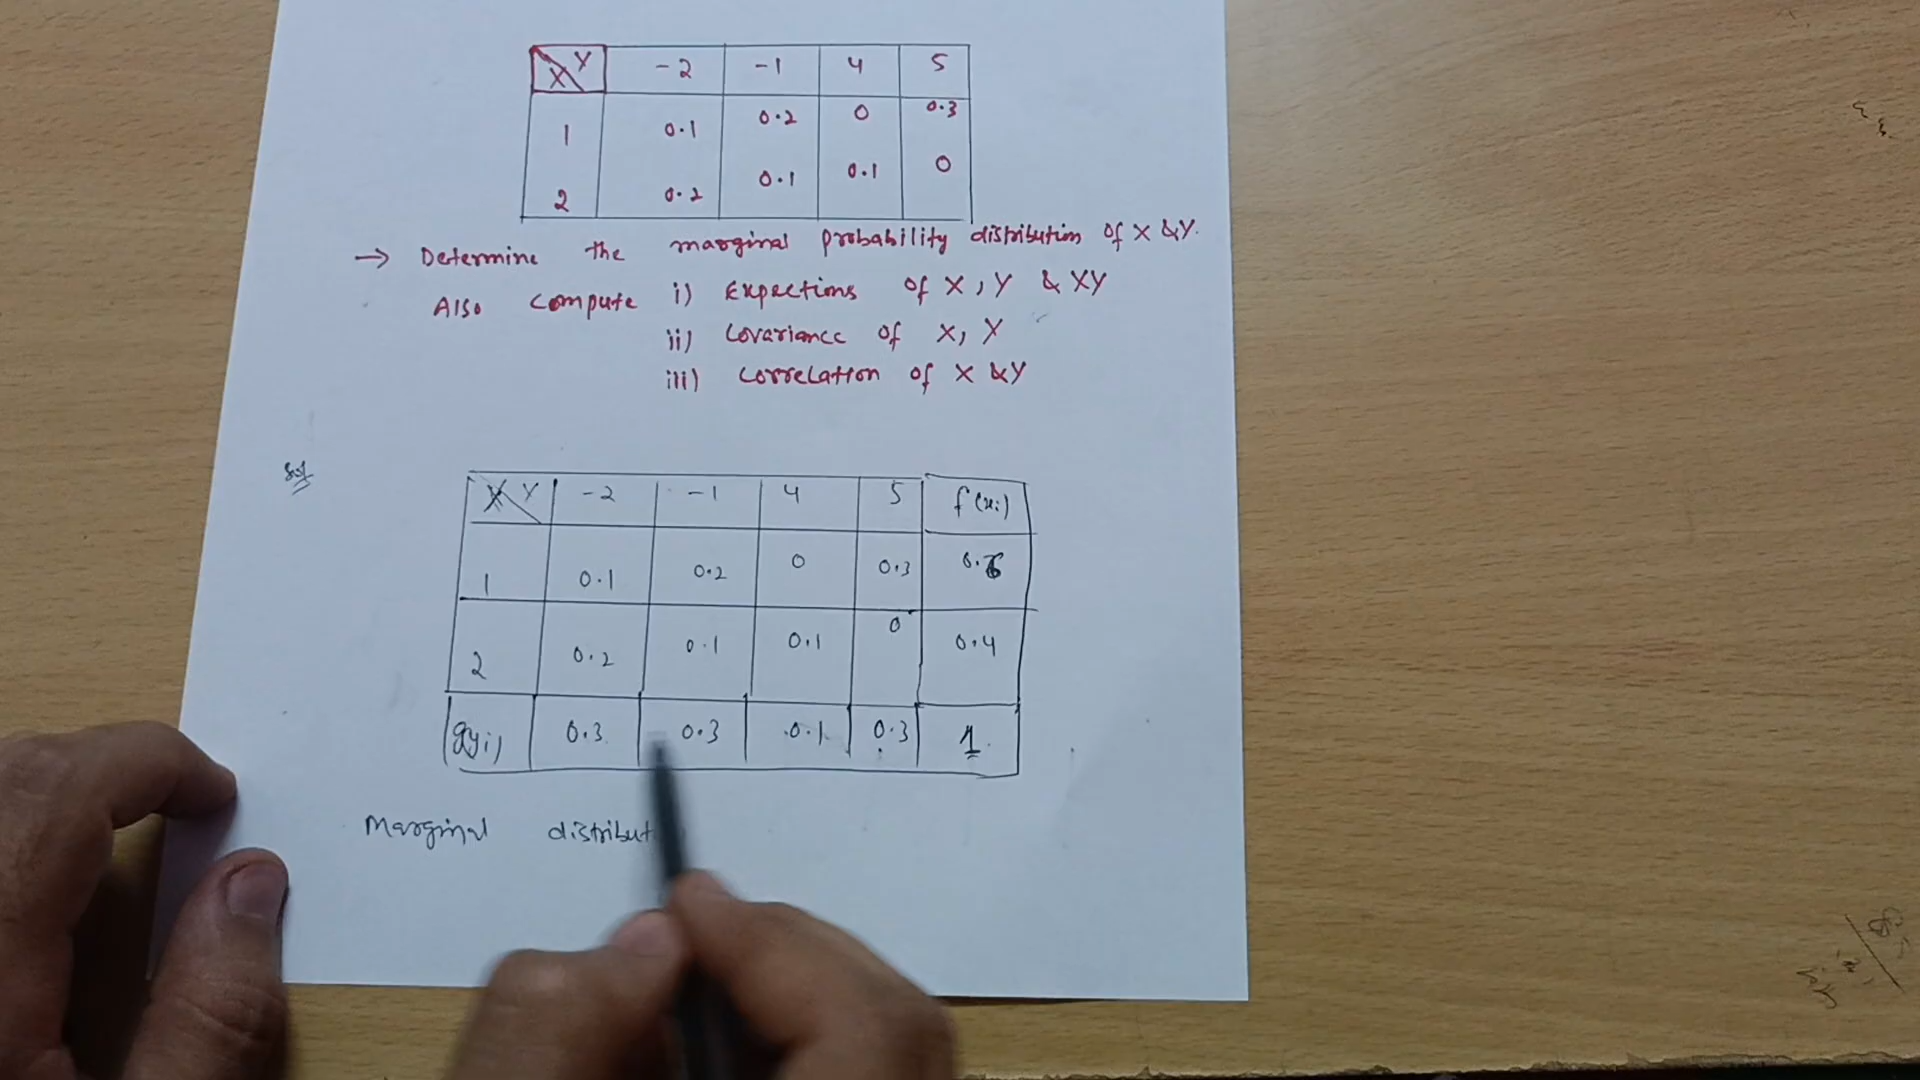 X Y -2 -1 4 5
1 0.1 0.2 0 0.3
2 0.2 0.1 0.1 0
→ Determine the marginal probability distribution of X & Y.
Also compute i) Expections of X, Y & XY
ii) Covariance of X, Y
iii) Correlation of X & Y
Sol
X Y -2 -1 4 5 f(xi)
1 0.1 0.2 0 0.3 0.6
2 0.2 0.1 0.1 0 0.4
g(yi) 0.3 0.3 0.1 0.3 1
Marginal distribut